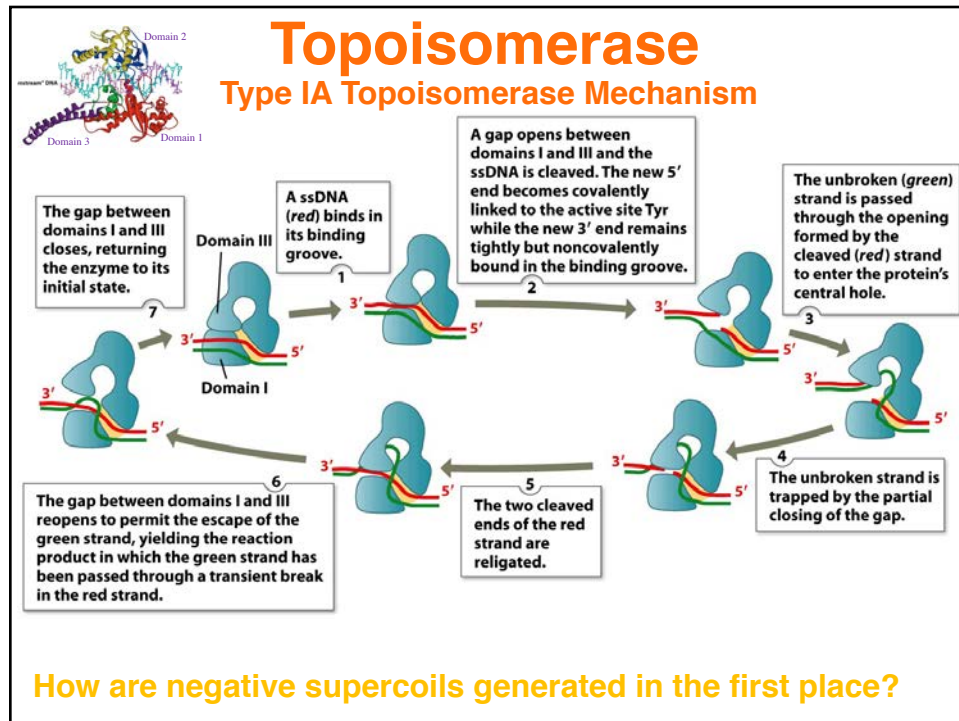 Topoisomerase
Type IA Topoisomerase Mechanism
Domain 2
nstream" DNA
Domain 3
Domain 1
A ssDNA
(red) binds in
its binding
groove.
1
A gap opens between
domains I and III and the
ssDNA is cleaved. The new 5′
end becomes covalently
linked to the active site Tyr
while the new 3′ end remains
tightly but noncovalently
bound in the binding groove.
2
The unbroken (green)
strand is passed
through the opening
formed by the
cleaved (red) strand
to enter the protein's
central hole.
3
The unbroken strand is
trapped by the partial
closing of the gap.
4
The two cleaved
ends of the red
strand are
religated.
5
The gap between domains I and III
reopens to permit the escape of the
green strand, yielding the reaction
product in which the green strand has
been passed through a transient break
in the red strand.
6
The gap between
domains I and III
closes, returning
the enzyme to its
initial state.
7
Domain III
Domain I
3′
5′
3′
5′
3′
5′
3′
5′
3′
5′
3′
5′
3′
5′
How are negative supercoils generated in the first place?